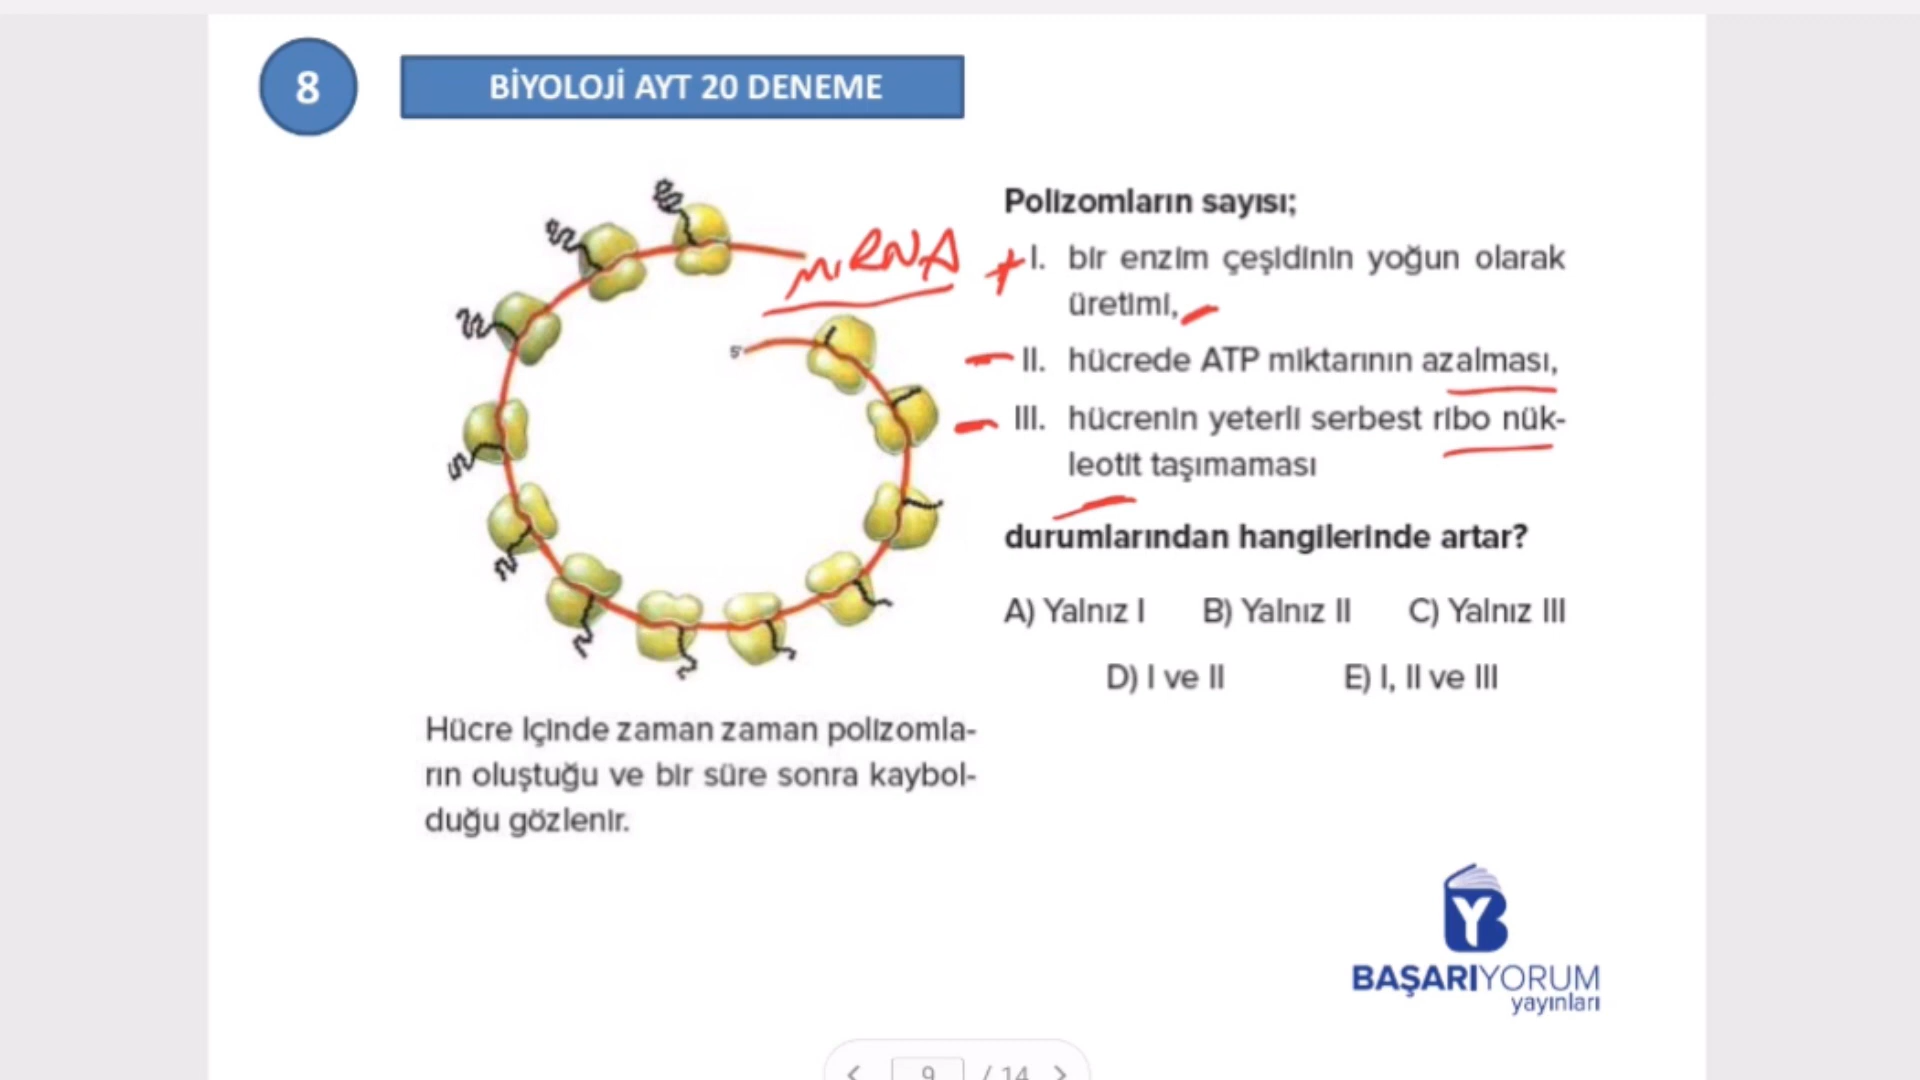 8
BİYOLOJİ AYT 20 DENEME
mRNA
5'
Hücre içinde zaman zaman polizomla-
rın oluştuğu ve bir süre sonra kaybol-
duğu gözlenir.
Polizomların sayısı;
+ I. bir enzim çeşidinin yoğun olarak
üretimi,
- II. hücrede ATP miktarının azalması,
- III. hücrenin yeterli serbest ribo nük-
leotit taşımaması
durumlarından hangilerinde artar?
A) Yalnız I B) Yalnız II C) Yalnız III
D) I ve II E) I, II ve III
BAŞARIYORUM
yayınları
9 / 14